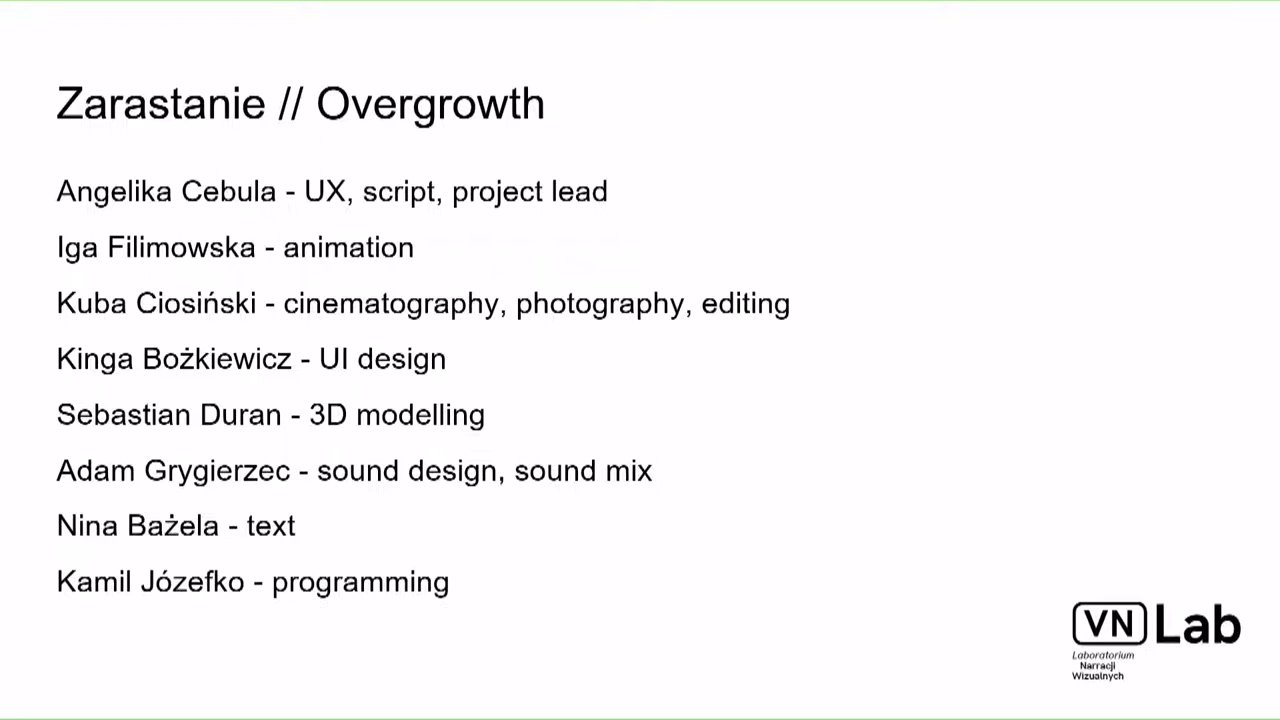 Zarastanie // Overgrowth
Angelika Cebula - UX, script, project lead
Iga Filimowska - animation
Kuba Ciosiński - cinematography, photography, editing
Kinga Bożkiewicz - UI design
Sebastian Duran - 3D modelling
Adam Grygierzec - sound design, sound mix
Nina Bażela - text
Kamil Józefko - programming
VN Lab
Laboratorium
Narracji
Wizualnych